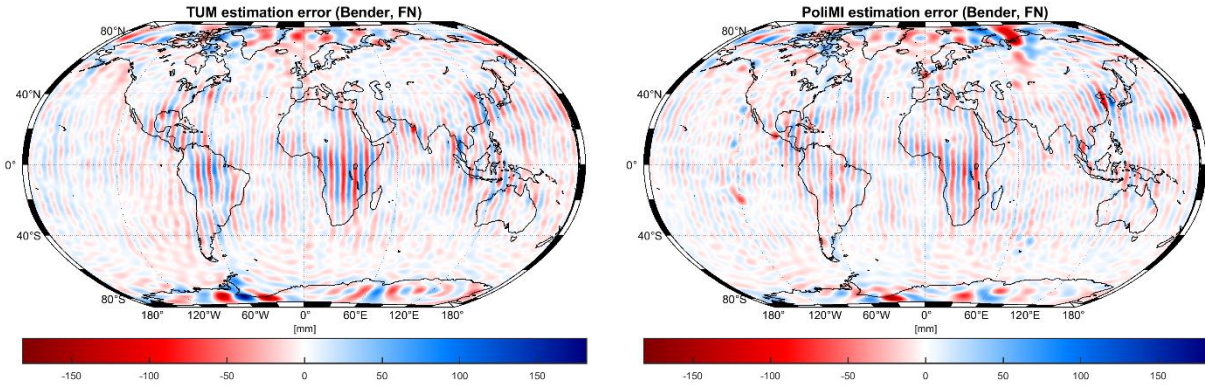 TUM estimation error (Bender, FN)
80°N
40°N
0°
40°S
80°S
180° 120°W 60°W 0° 60°E 120°E 180°
[mm]
-150 -100 -50 0 50 100 150
PoliMI estimation error (Bender, FN)
80°N
40°N
0°
40°S
80°S
180° 120°W 60°W 0° 60°E 120°E 180°
[mm]
-150 -100 -50 0 50 100 150